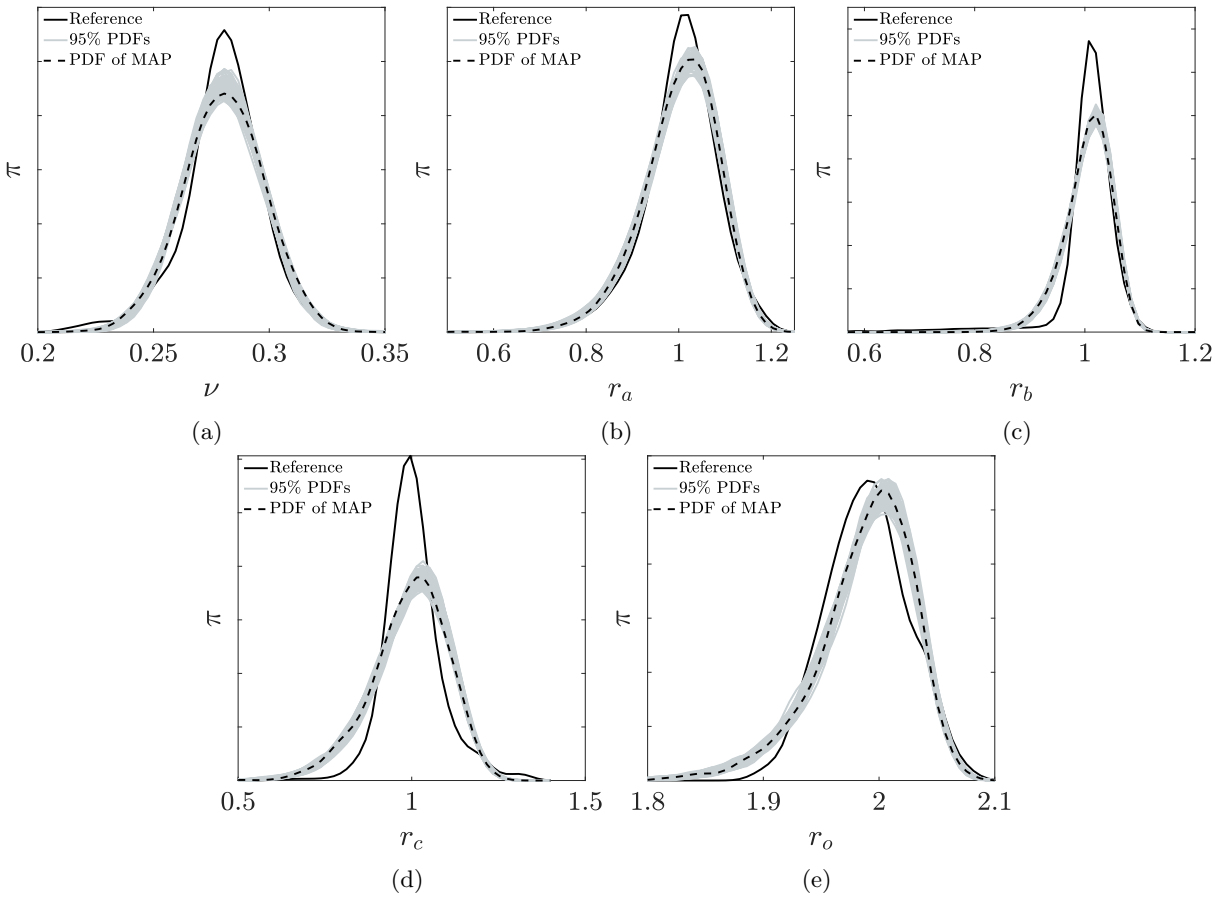 Reference
95% PDFs
PDF of MAP
π
0.2 0.25 0.3 0.35
ν
(a)
Reference
95% PDFs
PDF of MAP
π
0.6 0.8 1 1.2
r_a
(b)
Reference
95% PDFs
PDF of MAP
π
0.6 0.8 1 1.2
r_b
(c)
Reference
95% PDFs
PDF of MAP
π
0.5 1 1.5
r_c
(d)
Reference
95% PDFs
PDF of MAP
π
1.8 1.9 2 2.1
r_o
(e)